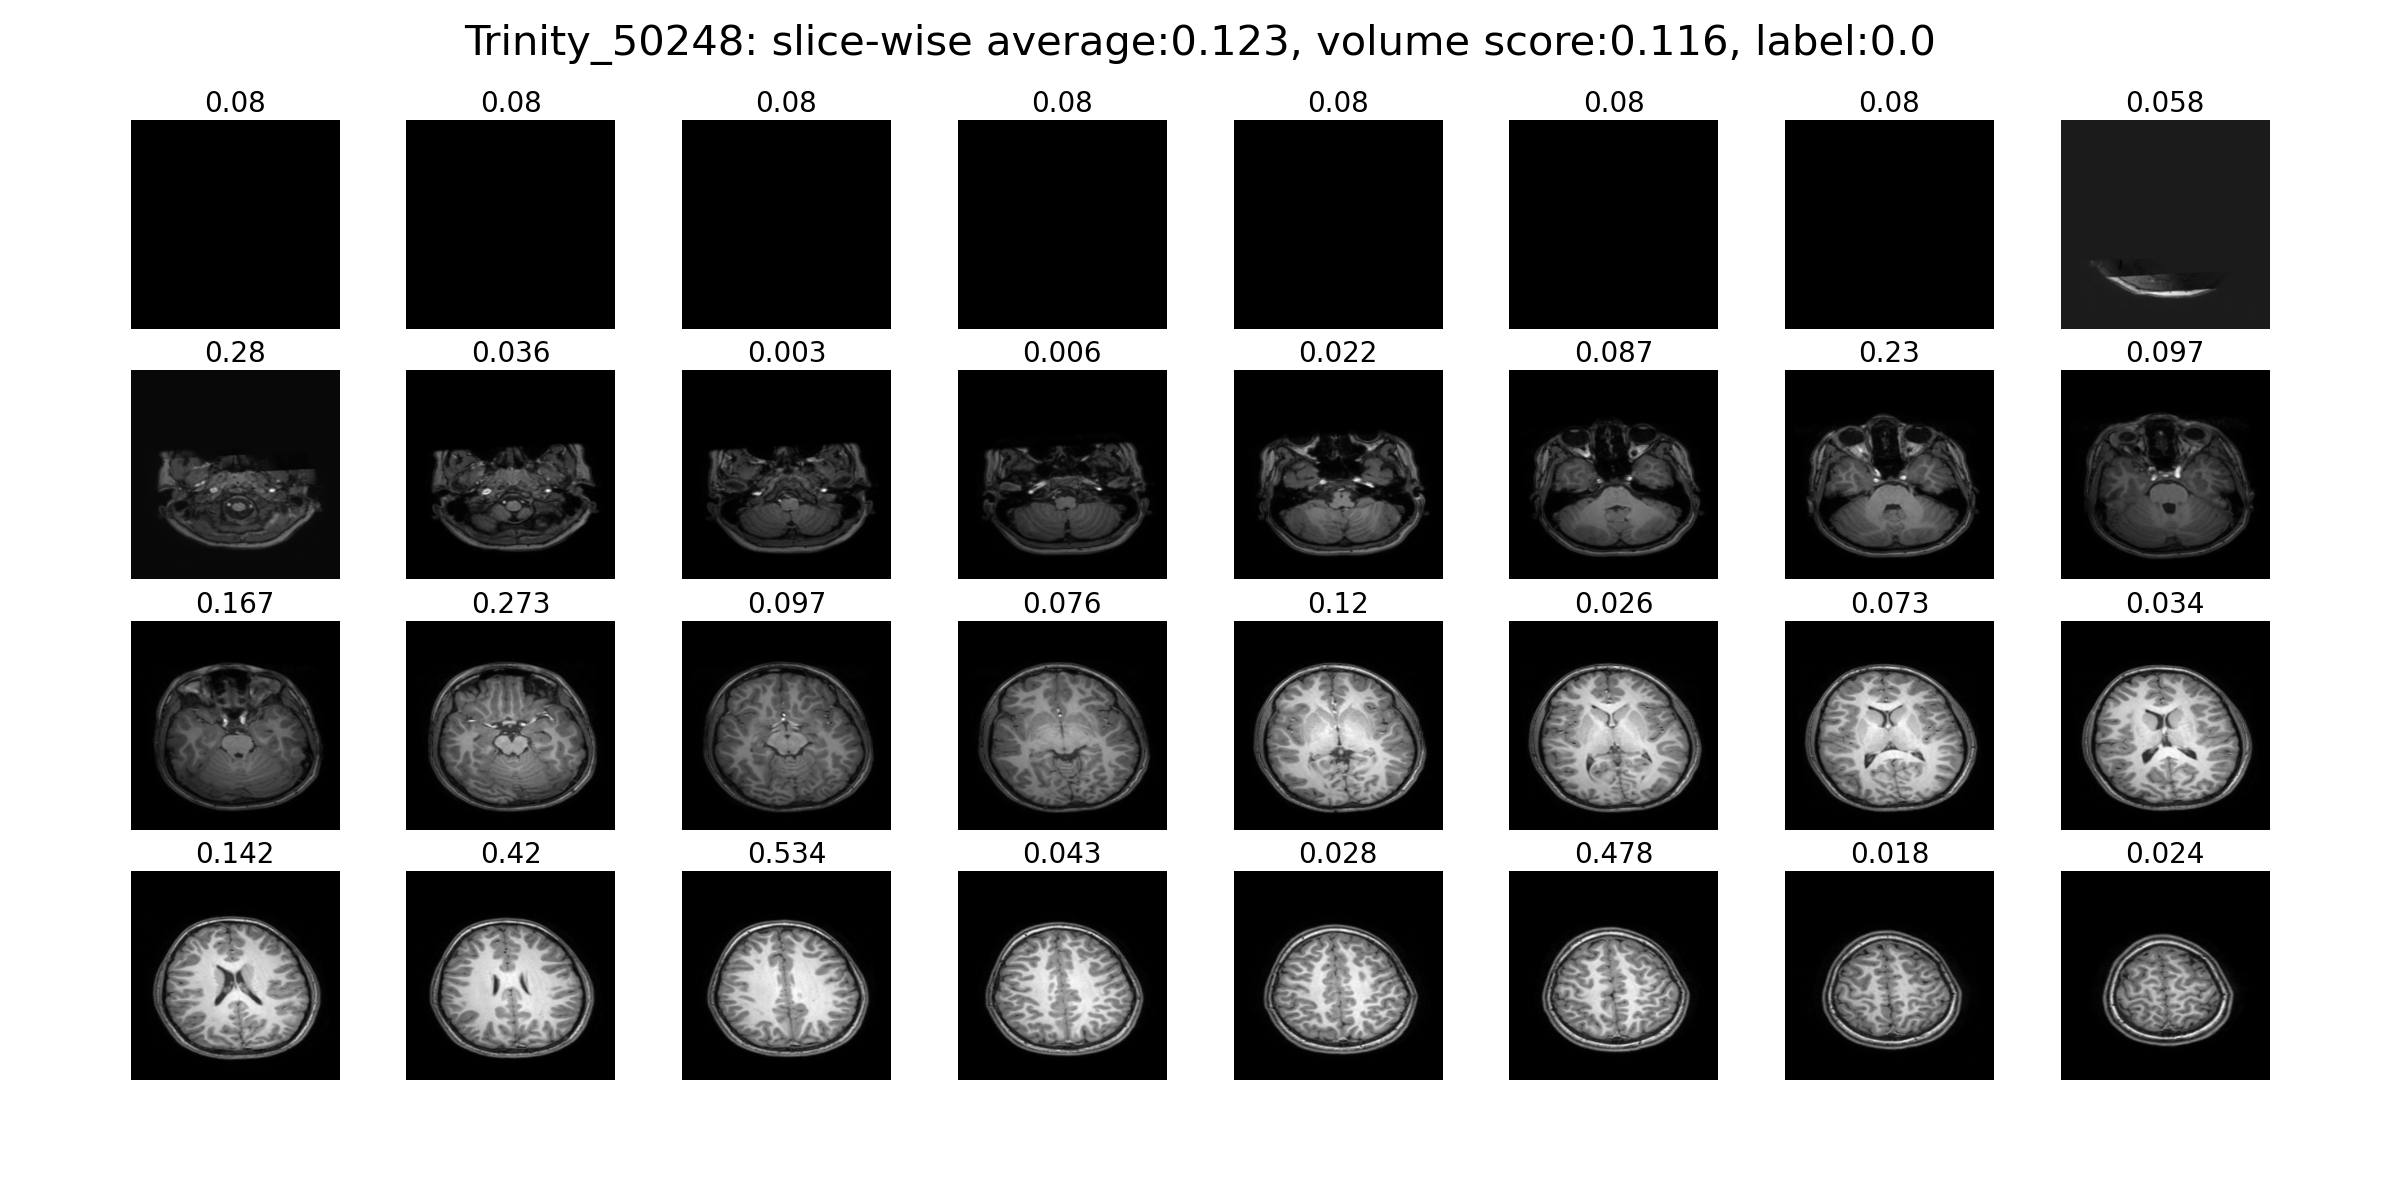 Trinity_50248: slice-wise average:0.123, volume score:0.116, label:0.0
0.08 0.08 0.08 0.08 0.08 0.08 0.08 0.058
0.28 0.036 0.003 0.006 0.022 0.087 0.23 0.097
0.167 0.273 0.097 0.076 0.12 0.026 0.073 0.034
0.142 0.42 0.534 0.043 0.028 0.478 0.018 0.024